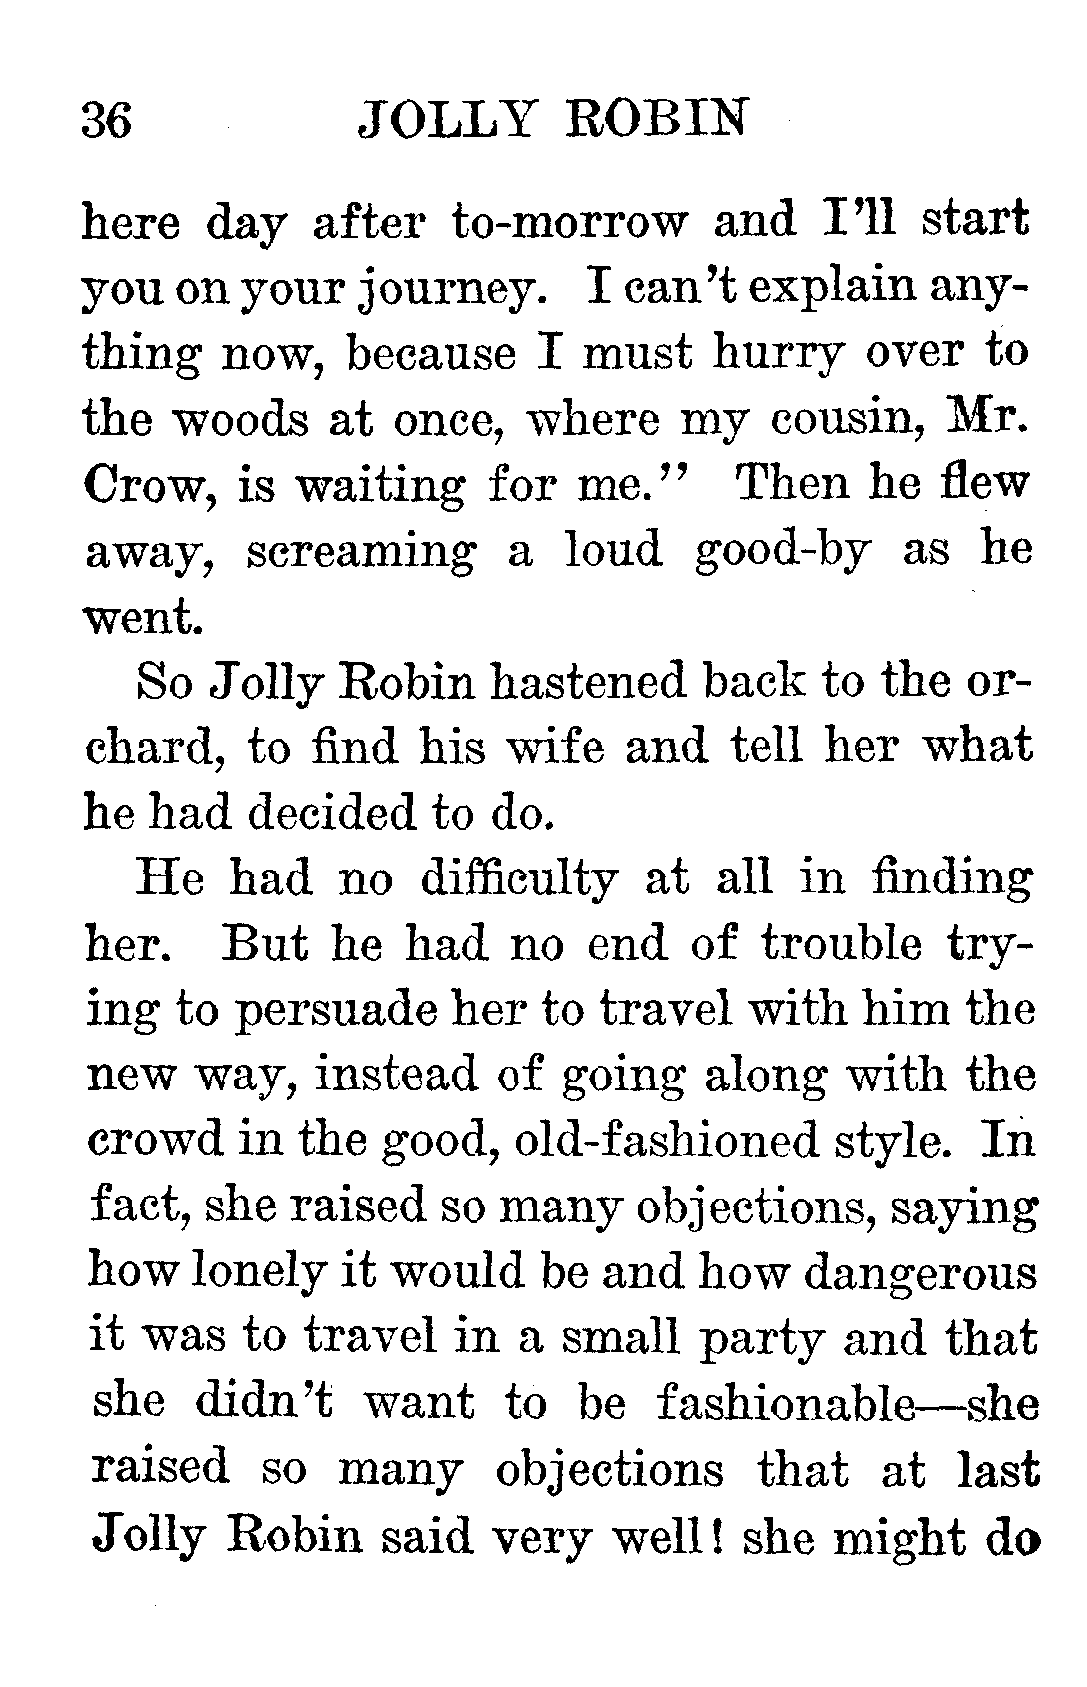 36 JOLLY ROBIN
here day after to-morrow and I'll start
you on your journey. I can't explain any-
thing now, because I must hurry over to
the woods at once, where my cousin, Mr.
Crow, is waiting for me." Then he flew
away, screaming a loud good-by as he
went.
So Jolly Robin hastened back to the or-
chard, to find his wife and tell her what
he had decided to do.
He had no difficulty at all in finding
her. But he had no end of trouble try-
ing to persuade her to travel with him the
new way, instead of going along with the
crowd in the good, old-fashioned style. In
fact, she raised so many objections, saying
how lonely it would be and how dangerous
it was to travel in a small party and that
she didn't want to be fashionable—she
raised so many objections that at last
Jolly Robin said very well! she might do